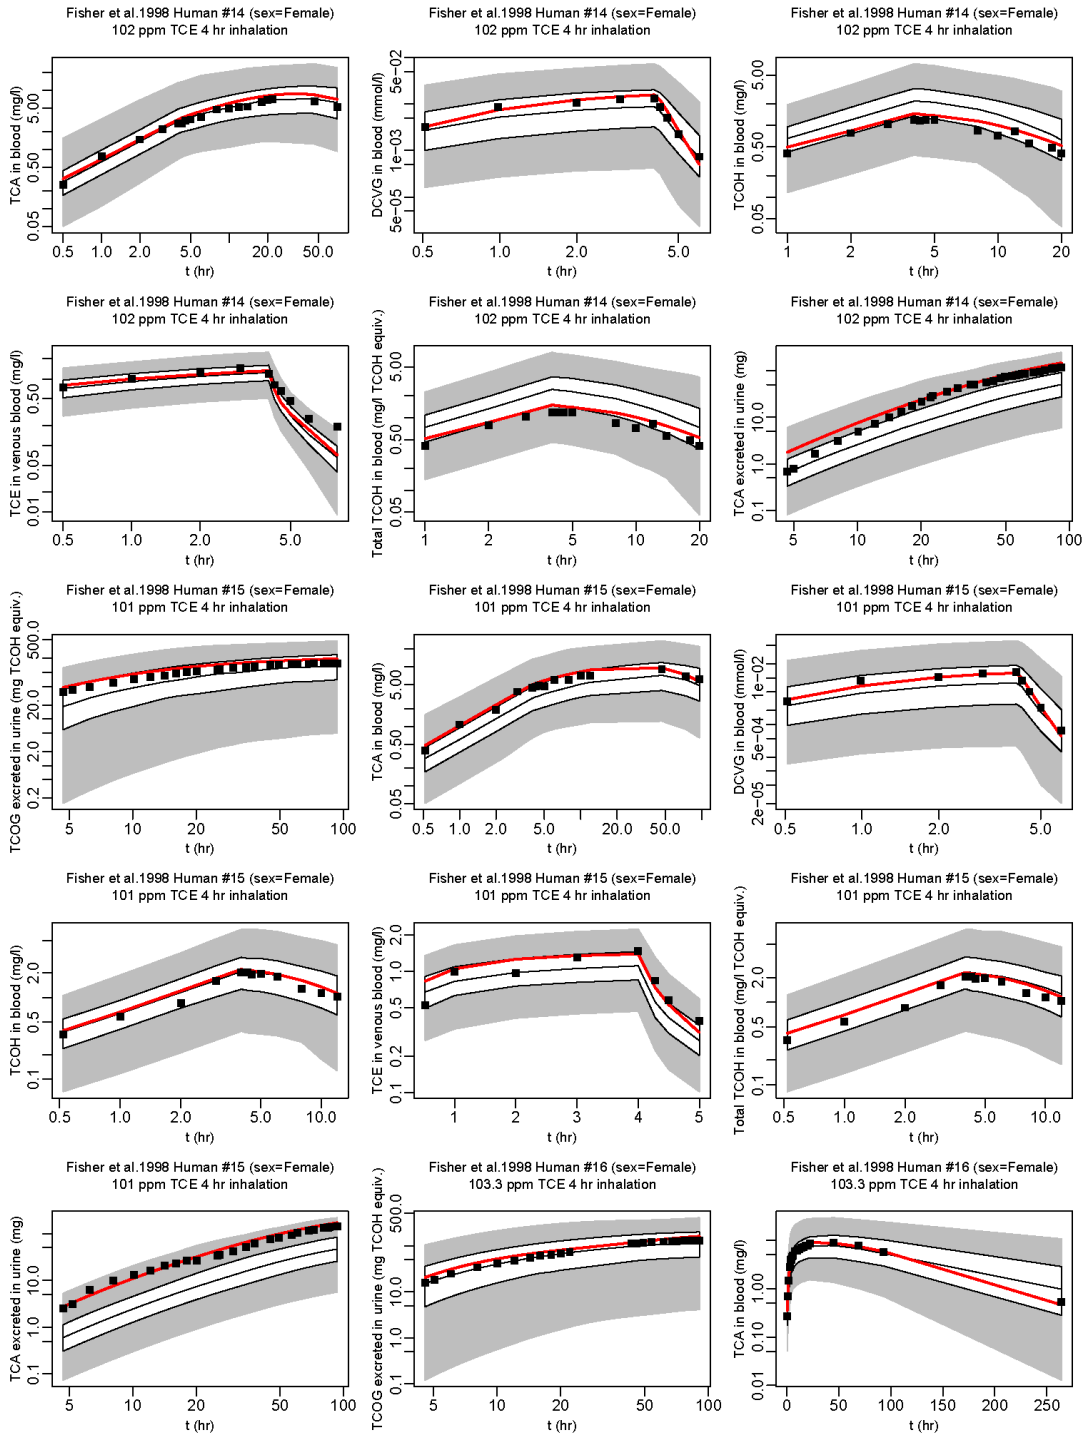 Fisher et al.1998 Human #14 (sex=Female)
102 ppm TCE 4 hr inhalation
TCA in blood (mg/l)
5.00
0.50
0.05
0.5
1.0
2.0
5.0
20.0
50.0
t (hr)
Fisher et al.1998 Human #14 (sex=Female)
102 ppm TCE 4 hr inhalation
DCVG in blood (mmol/l)
5e−02
1e−03
5e−05
0.5
1.0
2.0
5.0
t (hr)
Fisher et al.1998 Human #14 (sex=Female)
102 ppm TCE 4 hr inhalation
TCOH in blood (mg/l)
5.00
0.50
0.05
1
2
5
10
20
t (hr)
Fisher et al.1998 Human #14 (sex=Female)
102 ppm TCE 4 hr inhalation
TCE in venous blood (mg/l)
0.50
0.05
0.01
0.5
1.0
2.0
5.0
t (hr)
Fisher et al.1998 Human #14 (sex=Female)
102 ppm TCE 4 hr inhalation
Total TCOH in blood (mg/l TCOH equiv.)
5.00
0.50
0.05
1
2
5
10
20
t (hr)
Fisher et al.1998 Human #14 (sex=Female)
102 ppm TCE 4 hr inhalation
TCA excreted in urine (mg)
10.0
1.0
0.1
5
10
20
50
100
t (hr)
Fisher et al.1998 Human #15 (sex=Female)
101 ppm TCE 4 hr inhalation
TCOG excreted in urine (mg TCOH equiv.)
500.0
20.0
2.0
0.2
5
10
20
50
100
t (hr)
Fisher et al.1998 Human #15 (sex=Female)
101 ppm TCE 4 hr inhalation
TCA in blood (mg/l)
5.00
0.50
0.05
0.5
1.0
2.0
5.0
20.0
50.0
t (hr)
Fisher et al.1998 Human #15 (sex=Female)
101 ppm TCE 4 hr inhalation
DCVG in blood (mmol/l)
1e−02
5e−04
2e−05
0.5
1.0
2.0
5.0
t (hr)
Fisher et al.1998 Human #15 (sex=Female)
101 ppm TCE 4 hr inhalation
TCOH in blood (mg/l)
2.0
0.5
0.1
0.5
1.0
2.0
5.0
10.0
t (hr)
Fisher et al.1998 Human #15 (sex=Female)
101 ppm TCE 4 hr inhalation
TCE in venous blood (mg/l)
2.0
1.0
0.5
0.2
0.1
1
2
3
4
5
t (hr)
Fisher et al.1998 Human #15 (sex=Female)
101 ppm TCE 4 hr inhalation
Total TCOH in blood (mg/l TCOH equiv.)
2.0
0.5
0.1
0.5
1.0
2.0
5.0
10.0
t (hr)
Fisher et al.1998 Human #15 (sex=Female)
101 ppm TCE 4 hr inhalation
TCA excreted in urine (mg)
10.0
1.0
0.1
5
10
20
50
100
t (hr)
Fisher et al.1998 Human #16 (sex=Female)
103.3 ppm TCE 4 hr inhalation
TCOG excreted in urine (mg TCOH equiv.)
500.0
10.0
1.0
0.1
5
10
20
50
100
t (hr)
Fisher et al.1998 Human #16 (sex=Female)
103.3 ppm TCE 4 hr inhalation
TCA in blood (mg/l)
1.00
0.10
0.01
0
50
100
150
200
250
t (hr)